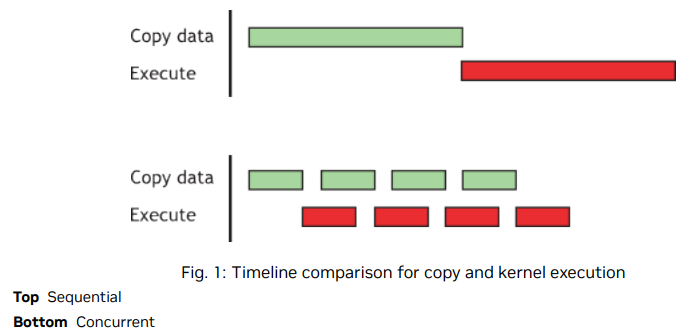 Copy data
Execute
Copy data
Execute
Fig. 1: Timeline comparison for copy and kernel execution
Top Sequential
Bottom Concurrent